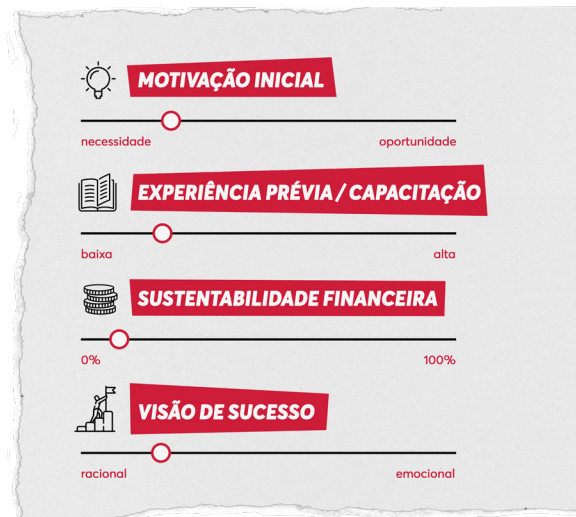 MOTIVAÇÃO INICIAL
necessidade oportunidade
EXPERIÊNCIA PRÉVIA / CAPACITAÇÃO
baixa alta
SUSTENTABILIDADE FINANCEIRA
0% 100%
VISÃO DE SUCESSO
racional emocional